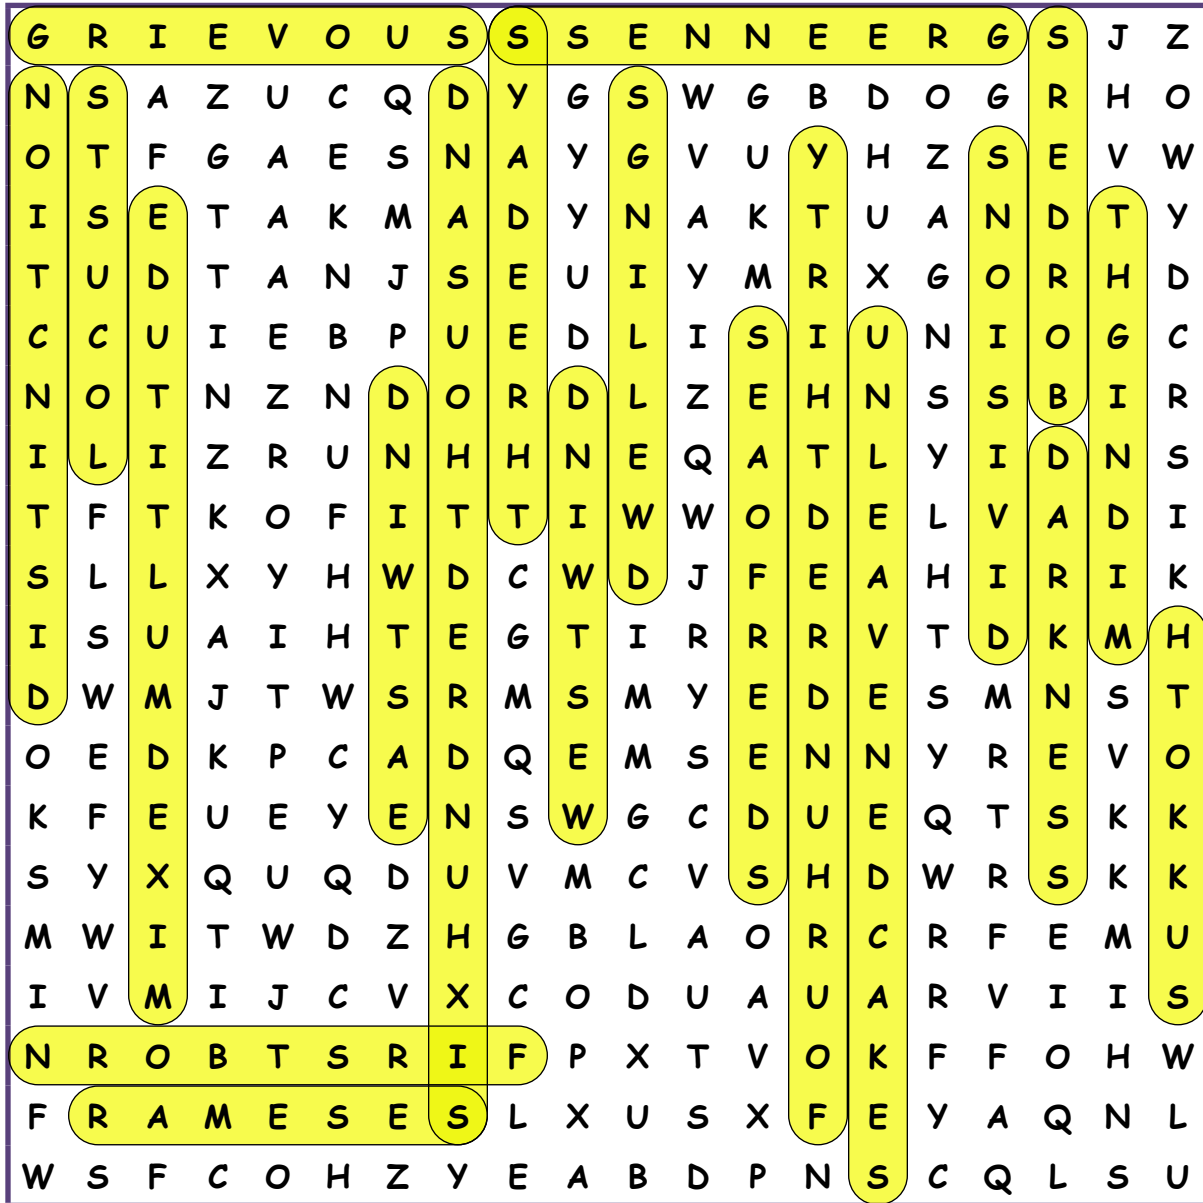 G R I E V O U S S S E N N E E R G S J Z
N S A Z U C Q D Y G S W G B D O G R H O
O T F G A E S N A Y G V U Y H Z S E V W
I S E T A K M A D Y N A K T U A N D T Y
T U D T A N J S E U I Y M R X G O R H D
C C U I E B P U E D L I S I U N I O G C
N O T N Z N D O R D L Z E H N S S B I R
I L I Z R U N H H N E Q A T L Y I D N S
T F T K O F I T T I W W O D E L V A D I
S L L X Y H W D C W D J F E A H I R I K
I S U A I H T E G T I R R R V T D K M H
D W M J T W S R M S M Y E D E S M N S T
O E D K P C A D Q E M S E N N Y R E V O
K F E U E Y E N S W G C D U E Q T S K K
S Y X Q U Q D U V M C V S H D W R S K K
M W I T W D Z H G B L A O R C R F E M U
I V M I J C V X C O D U A U A R V I I S
N R O B T S R I F P X T V O K F F O H W
F R A M E S E S L X U S X F E Y A Q N L
W S F C O H Z Y E A B D P N S C Q L S U